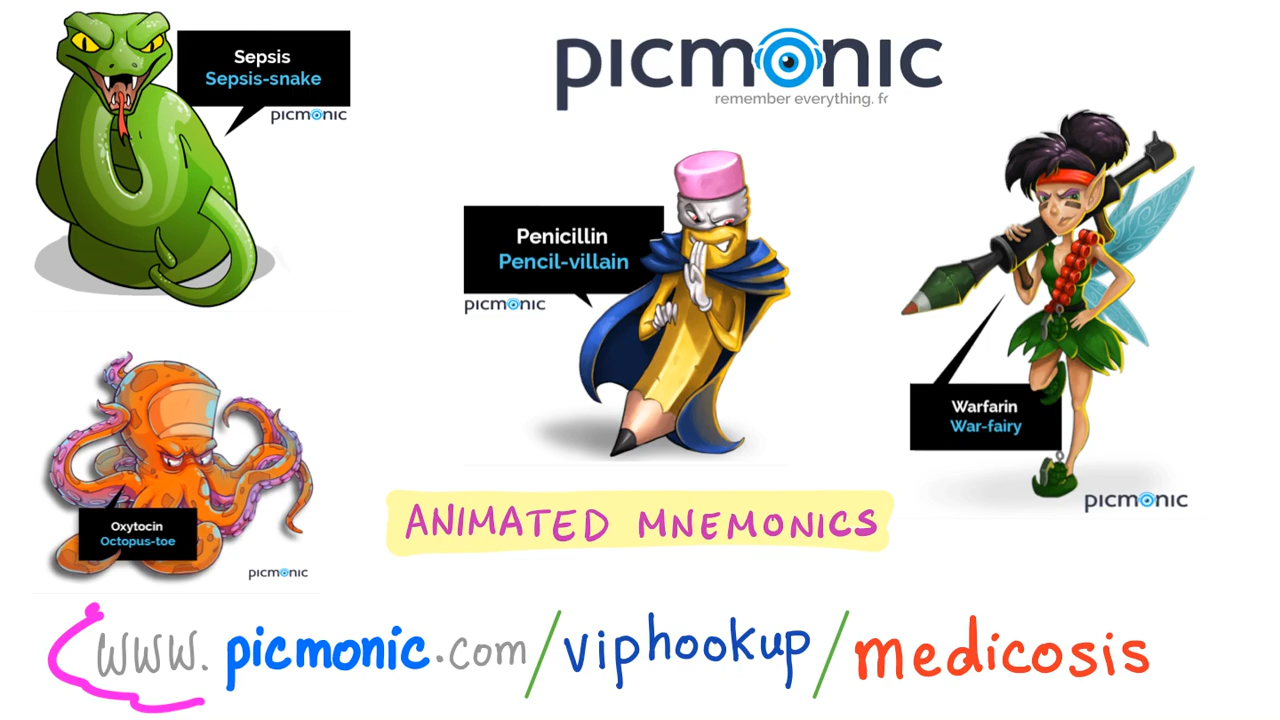 Sepsis
Sepsis-snake
picmonic
picmonic
remember everything. fr
Penicillin
Pencil-villain
picmonic
Warfarin
War-fairy
picmonic
Oxytocin
Octopus-toe
picmonic
ANIMATED MNEMONICS
www.picmonic.com/viphookup/medicosis